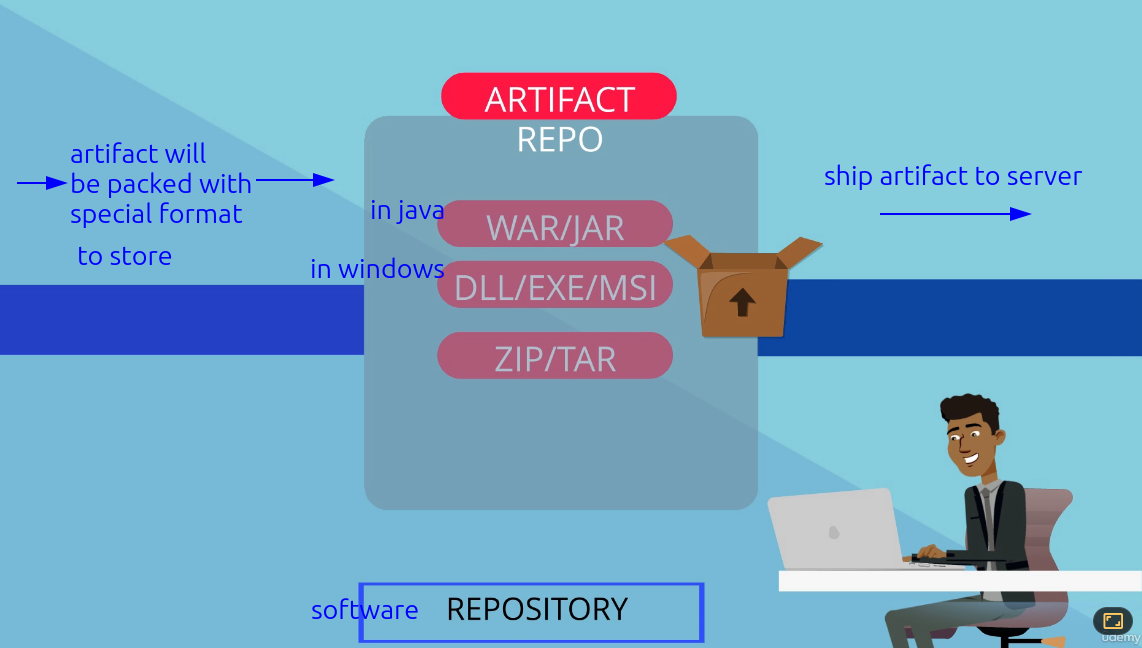 ARTIFACT
REPO
artifact will
be packed with
special format
to store
ship artifact to server
in java
WAR/JAR
in windows
DLL/EXE/MSI
ZIP/TAR
software
REPOSITORY
udemy